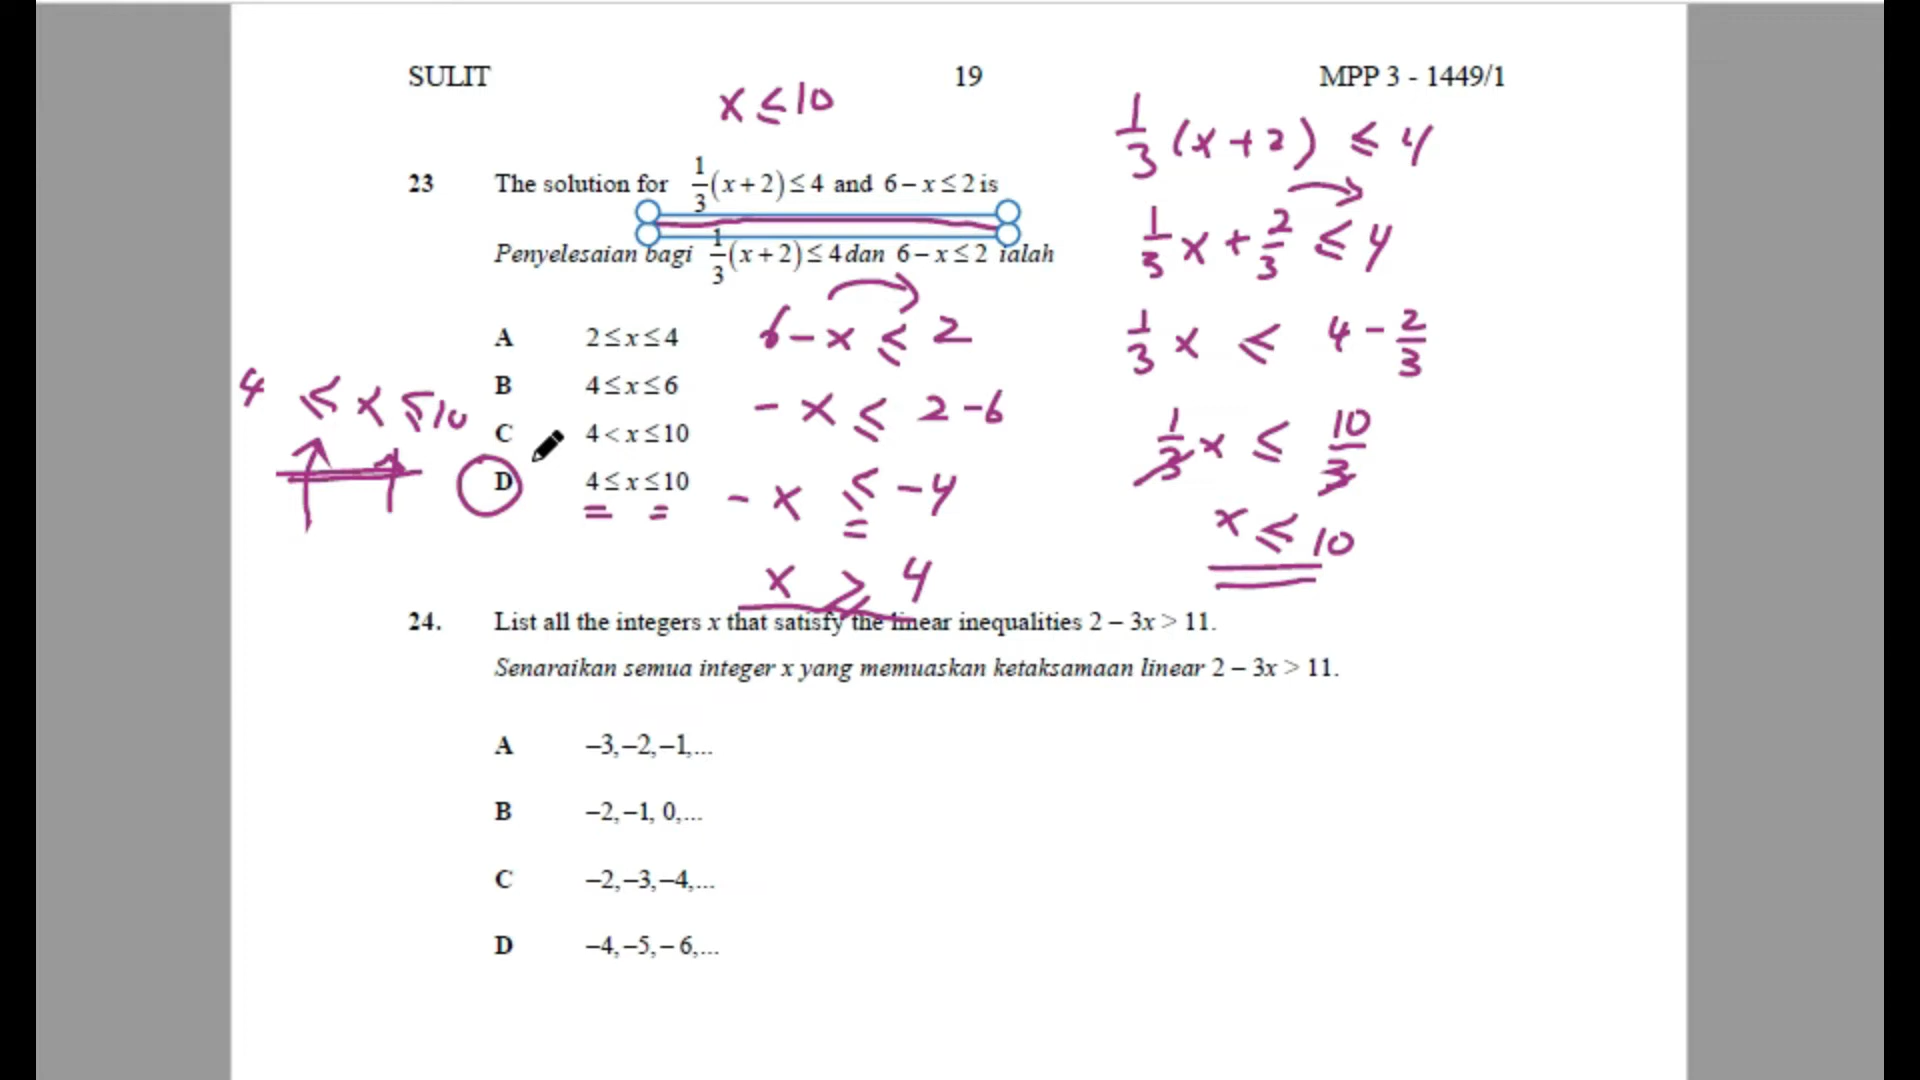 SULIT 19 MPP 3 - 1449/1
x ≤ 10
23 The solution for 1/3(x+2)≤4 and 6−x≤2 is
Penyelesaian bagi 1/3(x+2)≤4 dan 6−x≤2 ialah
A 2≤x≤4
B 4≤x≤6
C 4<x≤10
D 4≤x≤10
4 ≤ x ≤ 10
6 − x ≤ 2
− x ≤ 2 − 6
− x ≤ − 4
x ≥ 4
1/3 (x + 2) ≤ 4
1/3 x + 2/3 ≤ 4
1/3 x ≤ 4 − 2/3
1/3 x ≤ 10/3
x ≤ 10
24. List all the integers x that satisfy the linear inequalities 2 – 3x > 11.
Senaraikan semua integer x yang memuaskan ketaksamaan linear 2 – 3x > 11.
A –3,–2,–1,...
B –2,–1, 0,...
C –2,–3,–4,...
D –4,–5,– 6,...